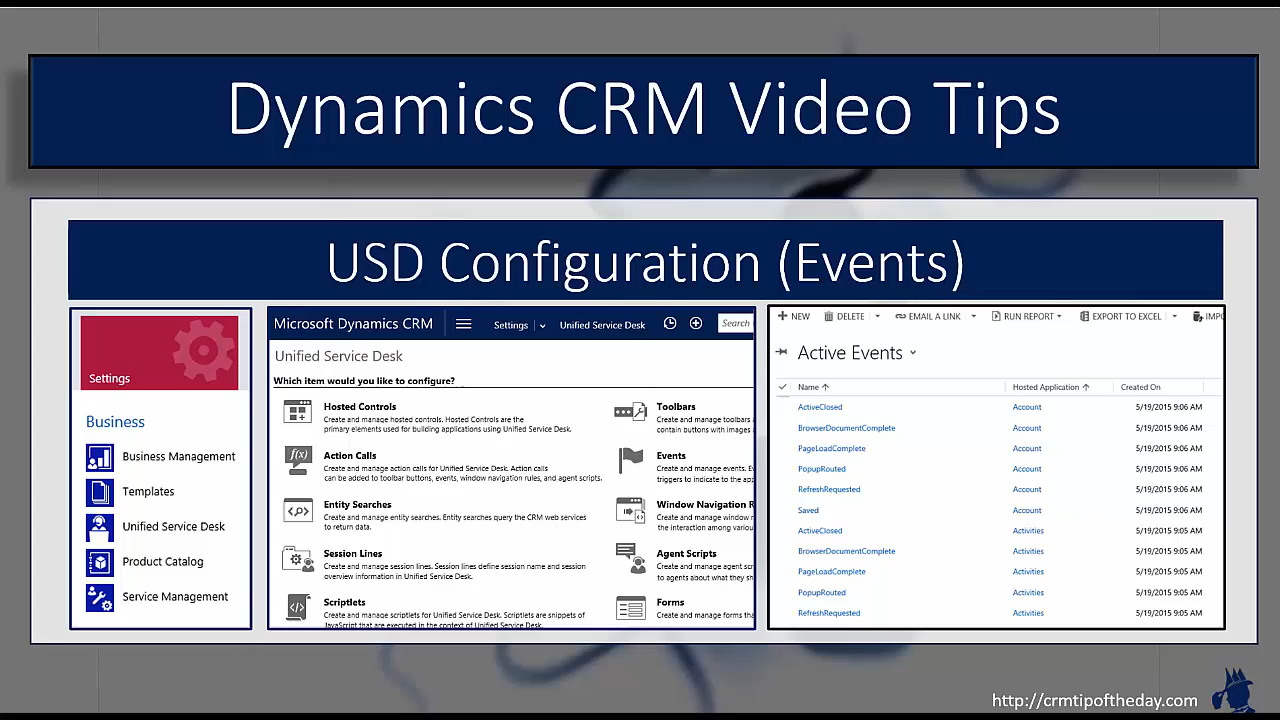 Dynamics CRM Video Tips
USD Configuration (Events)
Settings
Business
Business Management
Templates
Unified Service Desk
Product Catalog
Service Management
Microsoft Dynamics CRM
Settings
Unified Service Desk
Search
Unified Service Desk
Which item would you like to configure?
Hosted Controls
Create and manage hosted controls. Hosted Controls are the
primary elements used for building applications using Unified Service Desk.
Action Calls
Create and manage action calls for Unified Service Desk. Action calls
can be added to toolbar buttons, events, window navigation rules, and agent scripts.
Entity Searches
Create and manage entity searches. Entity searches query the CRM web services
to return data.
Session Lines
Create and manage session lines. Session lines define session name and session
overview information in Unified Service Desk.
Scriptlets
Create and manage scriptlets for Unified Service Desk. Scriptlets are snippets of
JavaScript that are executed in the context of Unified Service Desk.
Toolbars
Create and manage toolbars
contain buttons with images
Events
Create and manage events. E
triggers to indicate to the app
Window Navigation R
Create and manage window n
the interaction among variou
Agent Scripts
Create and manage agent scr
to agents about what they sh
Forms
Create and manage forms tha
NEW DELETE EMAIL A LINK RUN REPORT EXPORT TO EXCEL IMPO
Active Events
Name Hosted Application Created On
ActiveClosed Account 5/19/2015 9:06 AM
BrowserDocumentComplete Account 5/19/2015 9:06 AM
PageLoadComplete Account 5/19/2015 9:06 AM
PopupRouted Account 5/19/2015 9:06 AM
RefreshRequested Account 5/19/2015 9:06 AM
Saved Account 5/19/2015 9:06 AM
ActiveClosed Activities 5/19/2015 9:05 AM
BrowserDocumentComplete Activities 5/19/2015 9:05 AM
PageLoadComplete Activities 5/19/2015 9:05 AM
PopupRouted Activities 5/19/2015 9:05 AM
RefreshRequested Activities 5/19/2015 9:05 AM
http://crmtipoftheday.com